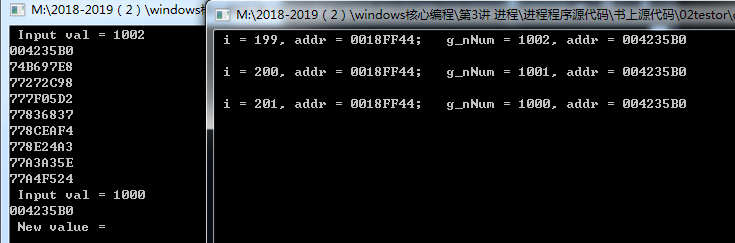 M:\2018-2019（2）\windows核
Input val = 1002
004235B0
74B697E8
77272C98
777F05D2
77836837
778CEAF4
778E24A3
77A3A35E
77A4F524
Input val = 1000
004235B0
New value =
M:\2018-2019（2）\windows核心编程\第3讲 进程\进程程序源代码\书上源代码\02testor\
i = 199, addr = 0018FF44;   g_nNum = 1002, addr = 004235B0
i = 200, addr = 0018FF44;   g_nNum = 1001, addr = 004235B0
i = 201, addr = 0018FF44;   g_nNum = 1000, addr = 004235B0